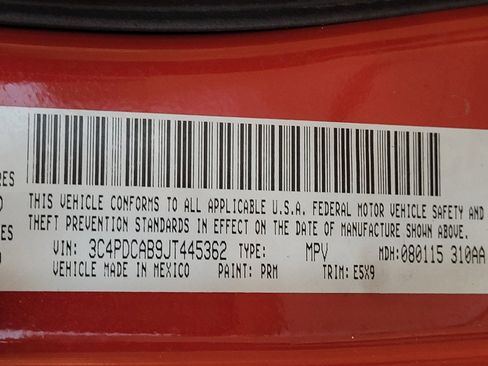 RES
THIS VEHICLE CONFORMS TO ALL APPLICABLE U.S.A. FEDERAL MOTOR VEHICLE SAFETY AND
THEFT PREVENTION STANDARDS IN EFFECT ON THE DATE OF MANUFACTURE SHOWN ABOVE.
ES
VIN: 3C4PDCAB9JT445362 TYPE: MPV MDH: 080115 310AA
VEHICLE MADE IN MEXICO PAINT: PRM TRIM: E5X9